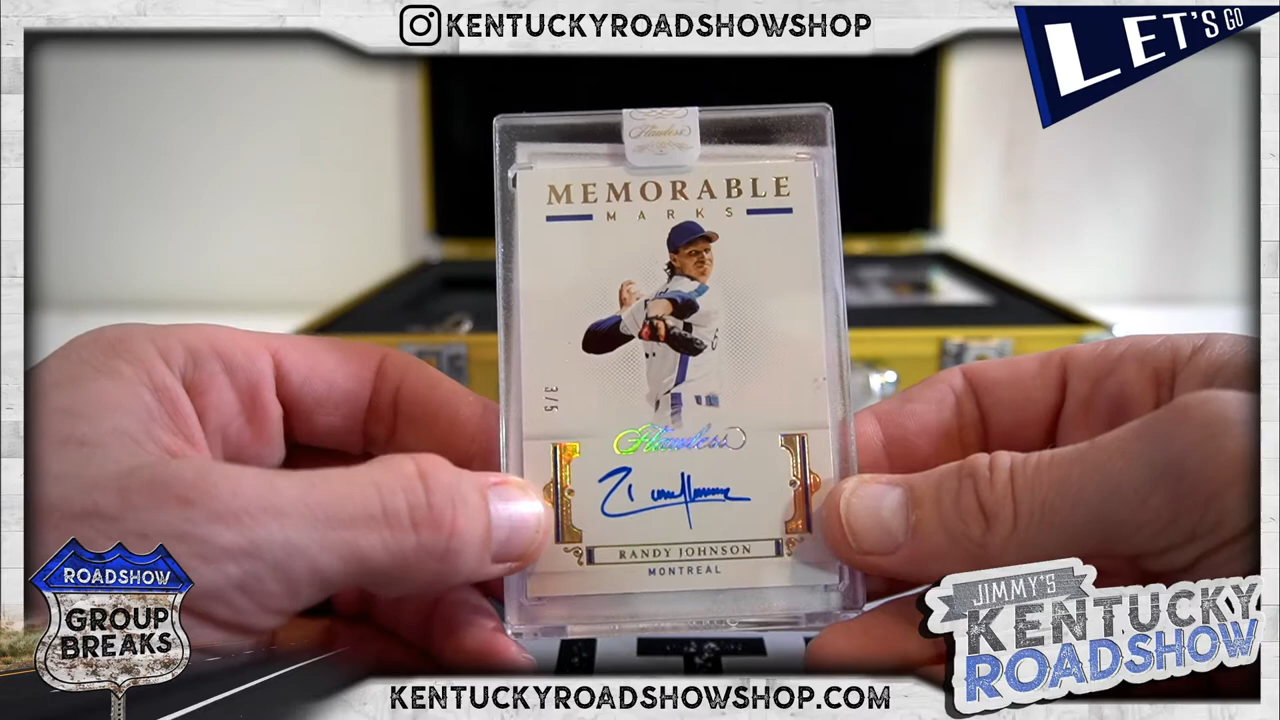 KENTUCKYROADSHOWSHOP
LET'S GO
Flawless
MEMORABLE
MARKS
3/5
Flawless
RANDY JOHNSON
MONTREAL
ROADSHOW
GROUP
BREAKS
JIMMY'S
KENTUCKY
ROADSHOW
KENTUCKYROADSHOWSHOP.COM